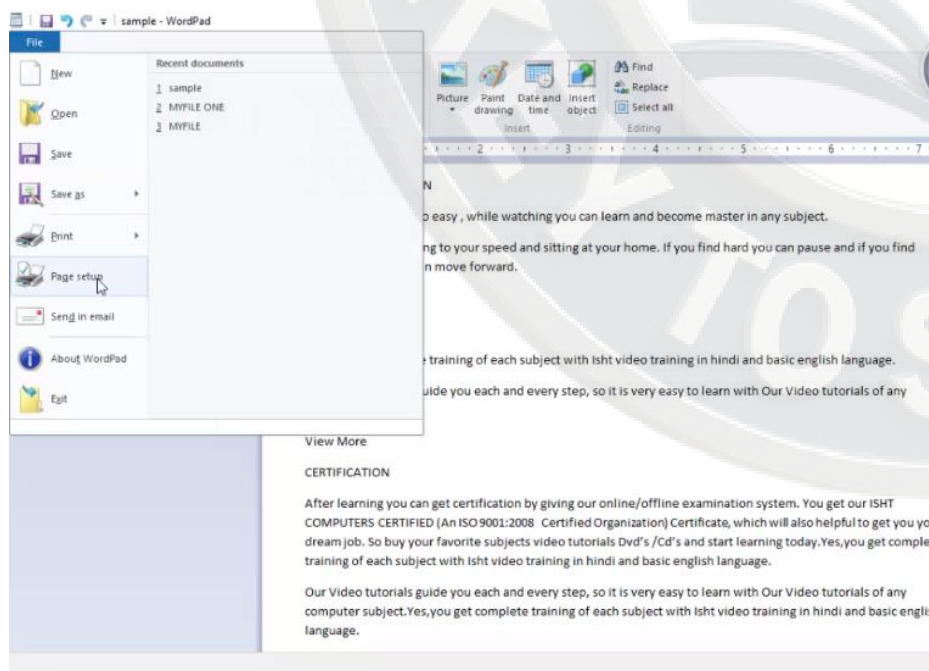 sample - WordPad
File
New
Open
Save
Save as
Print
Page setup
Send in email
About WordPad
Exit
Recent documents
1 sample
2 MYFILE ONE
3 MYFILE
Picture
Paint drawing
Date and time
Insert object
Insert
Find
Replace
Select all
Editing
2 3 4 5 6 7
N
easy , while watching you can learn and become master in any subject.
ng to your speed and sitting at your home. If you find hard you can pause and if you find
n move forward.
training of each subject with Isht video training in hindi and basic english language.
uide you each and every step, so it is very easy to learn with Our Video tutorials of any
View More
CERTIFICATION
After learning you can get certification by giving our online/offline examination system. You get our ISHT
COMPUTERS CERTIFIED (An ISO 9001:2008 Certified Organization) Certificate, which will also helpful to get you yo
dream job. So buy your favorite subjects video tutorials Dvd's /Cd's and start learning today.Yes,you get comple
training of each subject with Isht video training in hindi and basic english language.
Our Video tutorials guide you each and every step, so it is very easy to learn with Our Video tutorials of any
computer subject.Yes,you get complete training of each subject with Isht video training in hindi and basic engli
language.